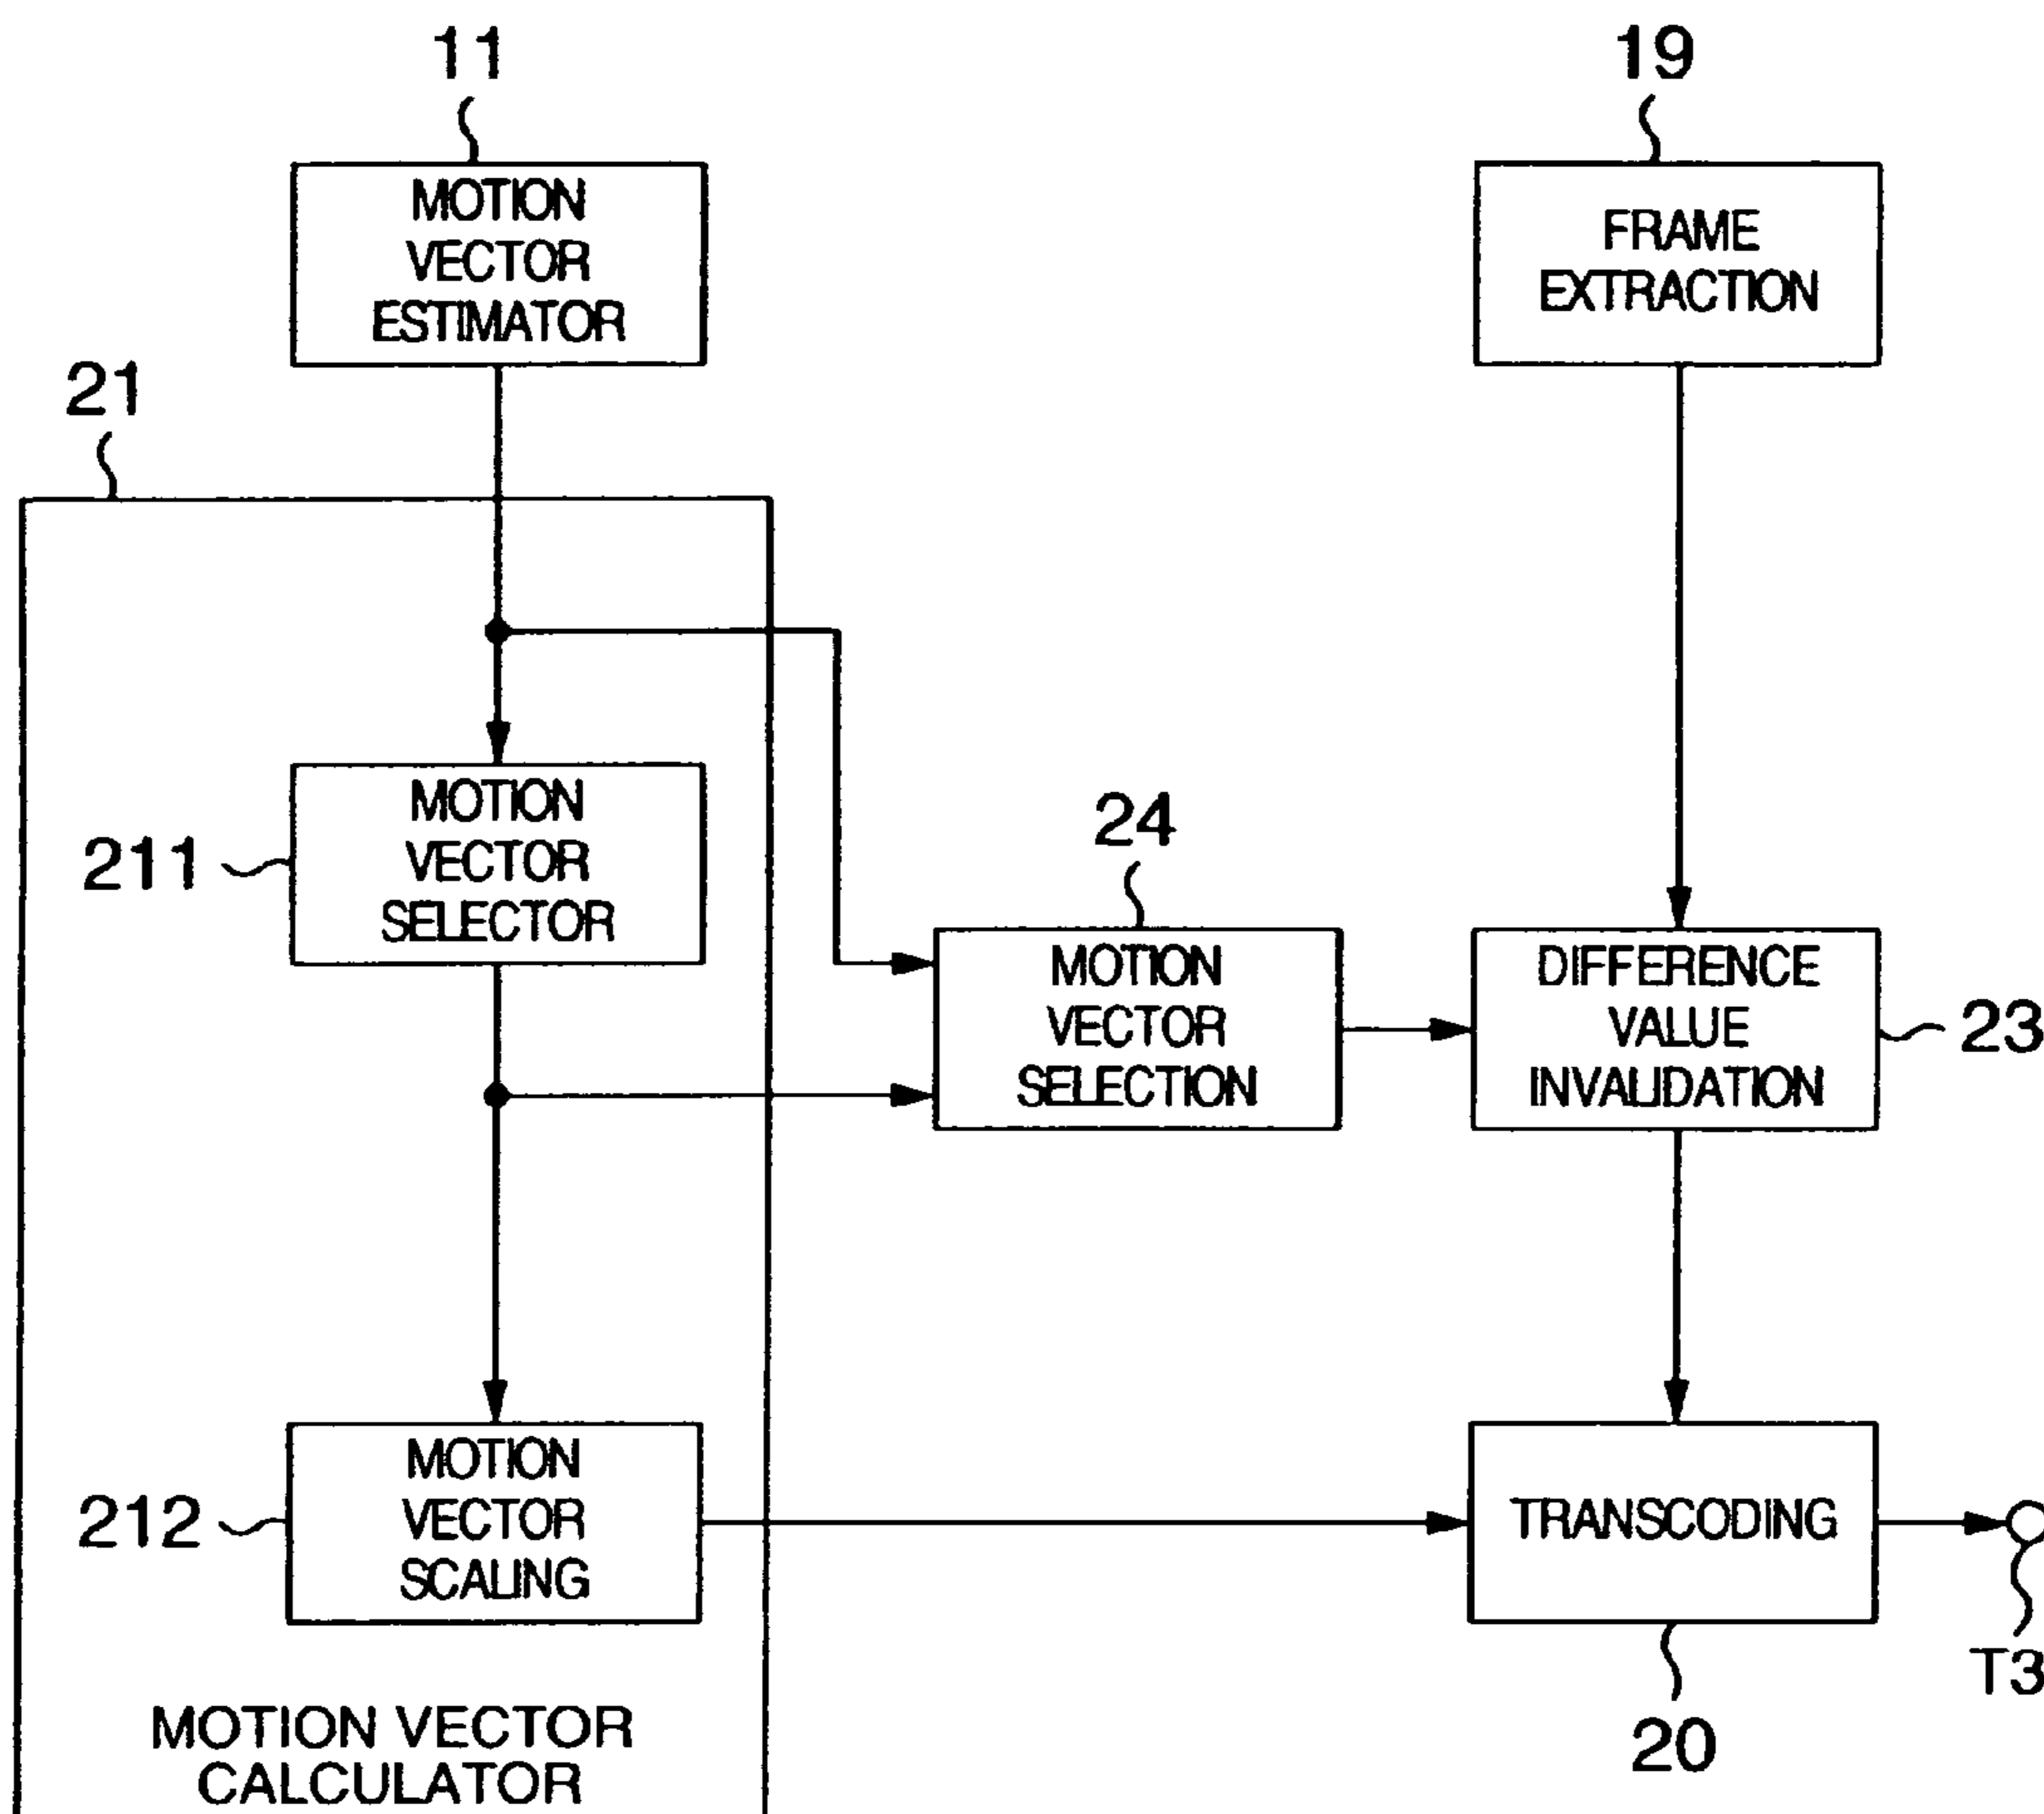 11
19
MOTION
VECTOR
ESTIMATOR
FRAME
EXTRACTION
21
MOTION
VECTOR
SELECTOR
211
24
MOTION
VECTOR
SELECTION
DIFFERENCE
VALUE
INVALIDATION
23
MOTION
VECTOR
SCALING
212
TRANSCODING
T3
20
MOTION VECTOR
CALCULATOR